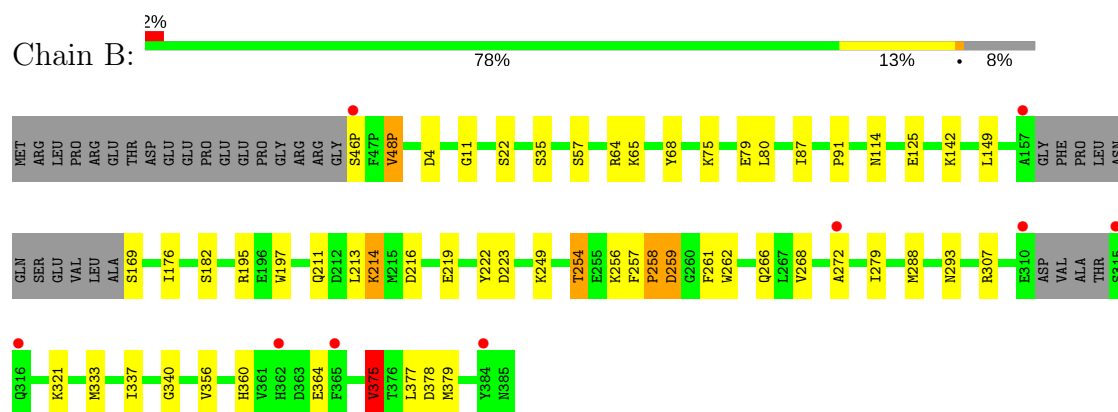 2%
Chain B:
78% 13% • 8%
MET ARG LEU PRO ARG GLU THR ASP GLU GLU PRO GLU GLU PRO GLY ARG ARG GLY S46P F47P V48P D4 G11 S22 S35 S57 R64 K65 Y68 K75 E79 L80 I87 P91 N114 E125 K142 L149 A157 GLY PHE PRO LEU ASN
GLN SER GLU VAL LEU ALA S169 I176 S182 R195 E196 W197 Q211 D212 L213 K214 M215 D216 E219 Y222 D223 K249 T254 E255 K256 F257 P258 D259 G260 F261 W262 Q266 L267 V268 A272 I279 M288 N293 R307 E310 ASP VAL ALA THR S315
Q316 K321 M333 I337 G340 V356 H360 V361 H362 D363 E364 F365 V375 T376 L377 D378 M379 Y384 N385